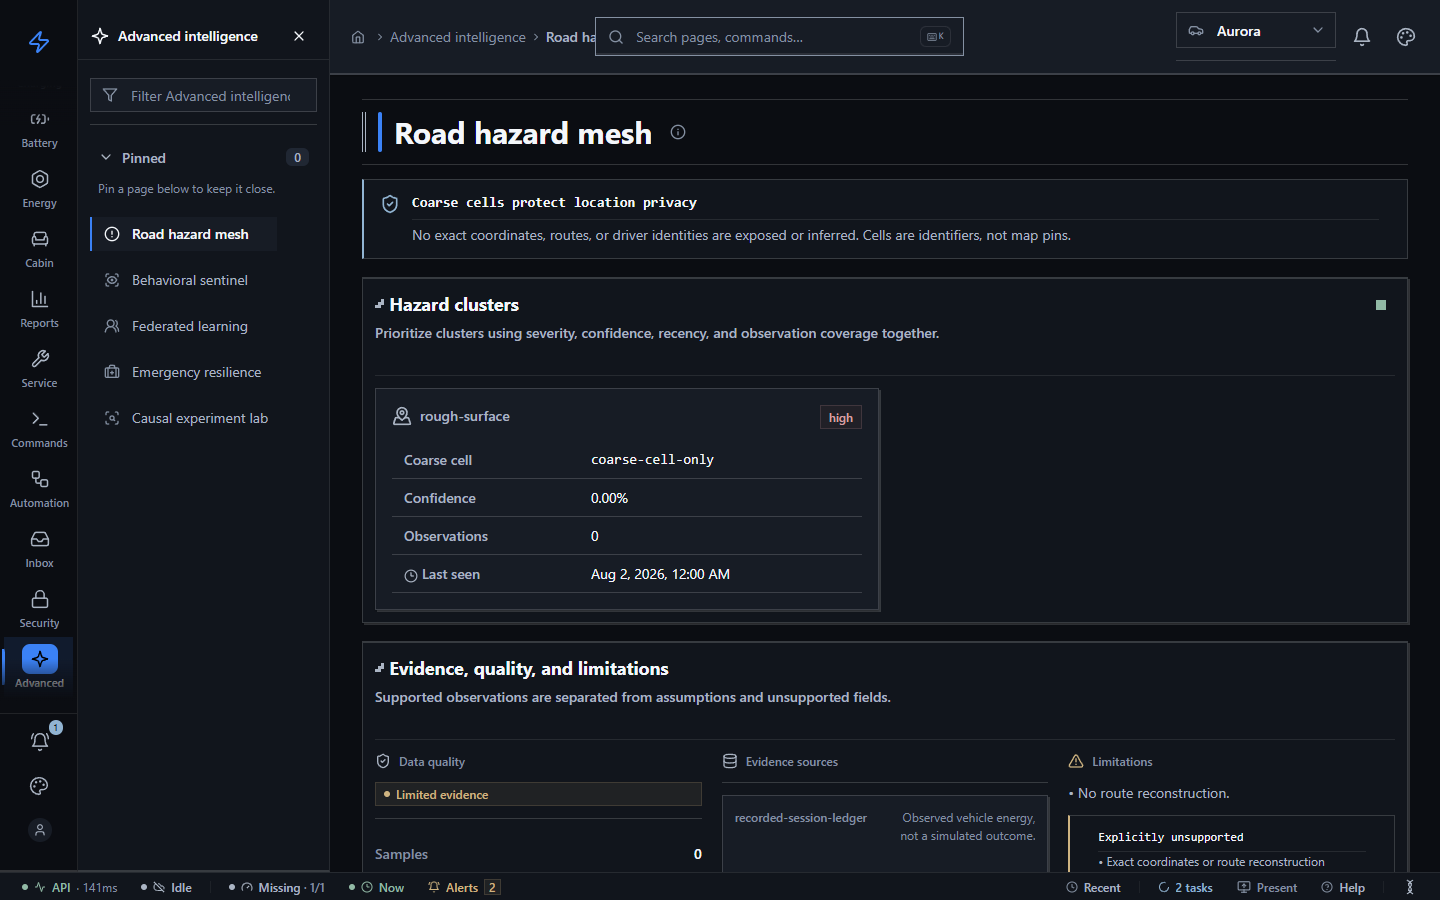 Advanced intelligence
Filter Advanced intelligenc
Pinned
0
Pin a page below to keep it close.
Road hazard mesh
Behavioral sentinel
Federated learning
Emergency resilience
Causal experiment lab
Battery
Energy
Cabin
Reports
Service
Commands
Automation
Inbox
Security
Advanced
1
Advanced intelligence
Road ha
Search pages, commands...
K
Aurora
Road hazard mesh
Coarse cells protect location privacy
No exact coordinates, routes, or driver identities are exposed or inferred. Cells are identifiers, not map pins.
Hazard clusters
Prioritize clusters using severity, confidence, recency, and observation coverage together.
rough-surface
high
Coarse cell coarse-cell-only
Confidence 0.00%
Observations 0
Last seen Aug 2, 2026, 12:00 AM
Evidence, quality, and limitations
Supported observations are separated from assumptions and unsupported fields.
Data quality
• Limited evidence
Samples 0
Evidence sources
recorded-session-ledger
Observed vehicle energy,
not a simulated outcome.
Limitations
• No route reconstruction.
Explicitly unsupported
• Exact coordinates or route reconstruction
API · 141ms
Idle
Missing · 1/1
Now
Alerts 2
Recent
2 tasks
Present
Help